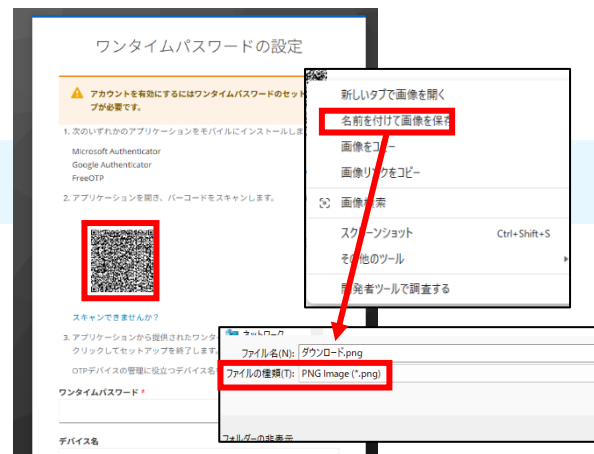 ワンタイムパスワードの設定
アカウントを有効にするにはワンタイムパスワードのセット
プが必要です。
1. 次のいずれかのアプリケーションをモバイルにインストールしま
Microsoft Authenticator
Google Authenticator
FreeOTP
2. アプリケーションを開き、バーコードをスキャンします。
スキャンできませんか?
3. アプリケーションから提供されたワンタ
クリックしてセットアップを終了します。
OTPデバイスの管理に役立つデバイス名
ワンタイムパスワード *
デバイス名
新しいタブで画像を開く
名前を付けて画像を保存
画像をコピー
画像リンクをコピー
画像検索
スクリーンショット Ctrl+Shift+S
その他のツール
開発者ツールで調査する
ネットワーク
ファイル名(N): ダウンロード.png
ファイルの種類(T): PNG Image (*.png)
フォルダーの非表示